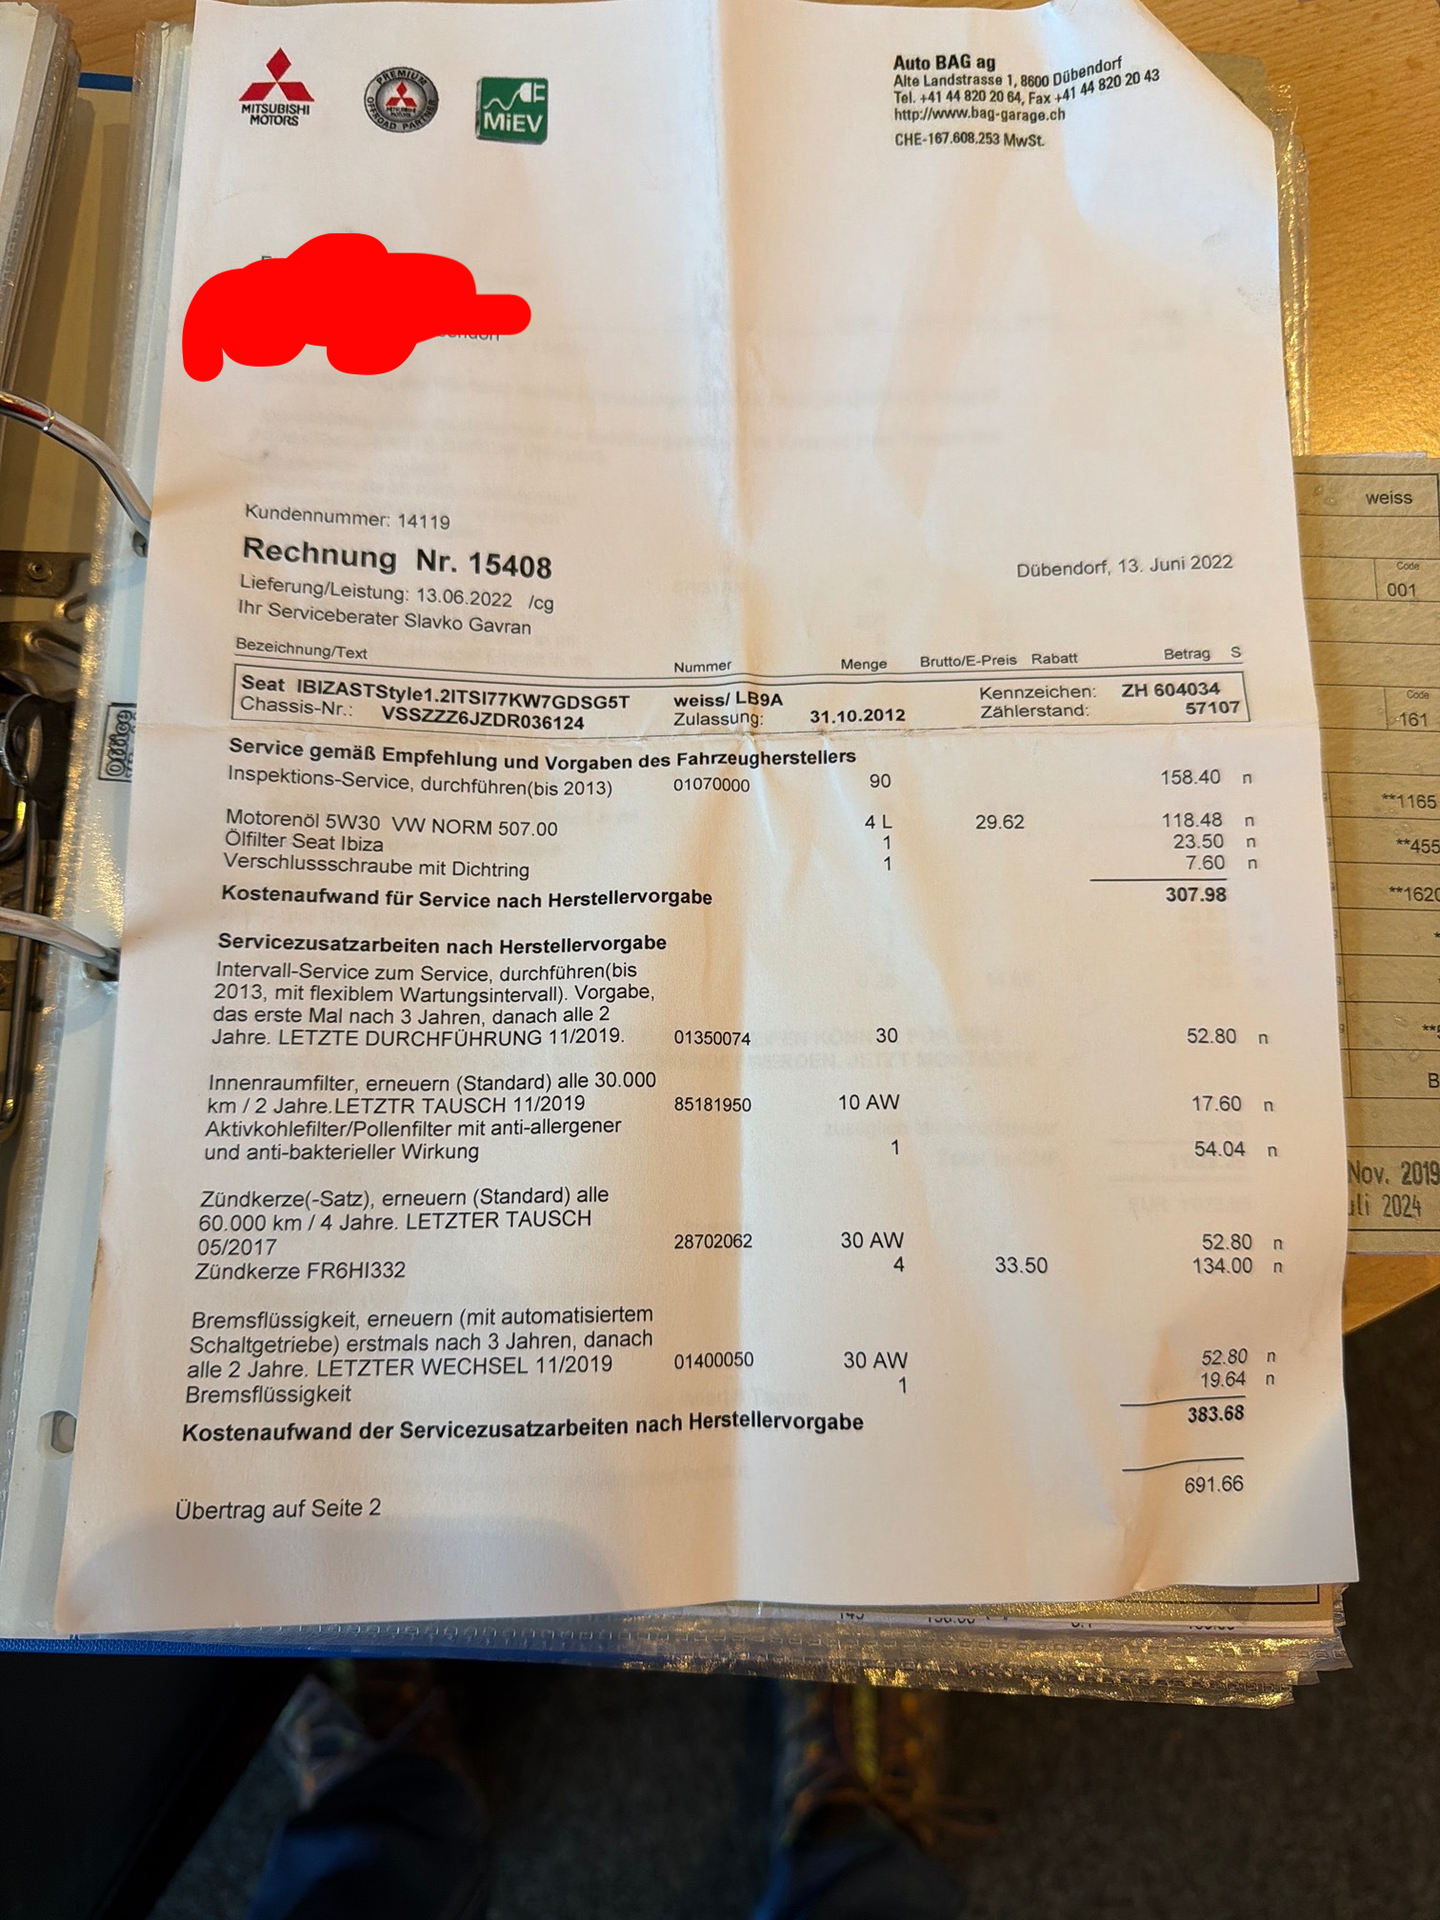 MITSUBISHI
MOTORS
PREMIUM
OFFROAD PARTNER
MiEV
Auto BAG ag
Alte Landstrasse 1, 8600 Dübendorf
Tel. +41 44 820 20 64, Fax +41 44 820 20 43
http://www.bag-garage.ch
CHE-167.608.253 MwSt.
Kundennummer: 14119
Rechnung Nr. 15408
Dübendorf, 13. Juni 2022
Lieferung/Leistung: 13.06.2022 /cg
Ihr Serviceberater Slavko Gavran
Bezeichnung/Text Nummer Menge Brutto/E-Preis Rabatt Betrag S
Seat IBIZASTStyle1.2ITSI77KW7GDSG5T weiss/ LB9A Kennzeichen: ZH 604034
Chassis-Nr.: VSSZZZ6JZDR036124 Zulassung: 31.10.2012 Zählerstand: 57107
Service gemäß Empfehlung und Vorgaben des Fahrzeugherstellers
Inspektions-Service, durchführen(bis 2013) 01070000 90 158.40 n
Motorenöl 5W30 VW NORM 507.00 4 L 29.62 118.48 n
Ölfilter Seat Ibiza 1 23.50 n
Verschlussschraube mit Dichtring 1 7.60 n
Kostenaufwand für Service nach Herstellervorgabe 307.98
Servicezusatzarbeiten nach Herstellervorgabe
Intervall-Service zum Service, durchführen(bis
2013, mit flexiblem Wartungsintervall). Vorgabe,
das erste Mal nach 3 Jahren, danach alle 2
Jahre. LETZTE DURCHFÜHRUNG 11/2019. 01350074 30 52.80 n
Innenraumfilter, erneuern (Standard) alle 30.000
km / 2 Jahre.LETZTR TAUSCH 11/2019 85181950 10 AW 17.60 n
Aktivkohlefilter/Pollenfilter mit anti-allergener
und anti-bakterieller Wirkung 1 54.04 n
Zündkerze(-Satz), erneuern (Standard) alle
60.000 km / 4 Jahre. LETZTER TAUSCH
05/2017 28702062 30 AW 52.80 n
Zündkerze FR6HI332 4 33.50 134.00 n
Bremsflüssigkeit, erneuern (mit automatisiertem
Schaltgetriebe) erstmals nach 3 Jahren, danach
alle 2 Jahre. LETZTER WECHSEL 11/2019 01400050 30 AW 52.80 n
Bremsflüssigkeit 1 19.64 n
Kostenaufwand der Servicezusatzarbeiten nach Herstellervorgabe 383.68
691.66
Übertrag auf Seite 2
weiss
Code
001
Code
161
**1165
**455
**1620
B
Nov. 2019
2024
Office